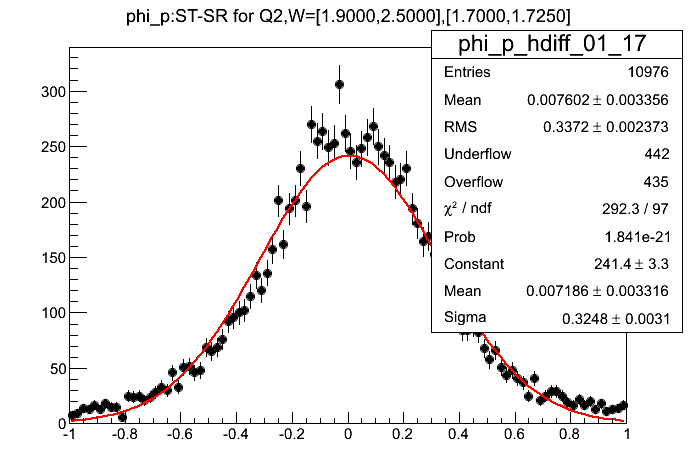 phi_p:ST-SR for Q2,W=[1.9000,2.5000],[1.7000,1.7250]
phi_p_hdiff_01_17
Entries 10976
Mean 0.007602 ± 0.003356
RMS 0.3372 ± 0.002373
Underflow 442
Overflow 435
χ² / ndf 292.3 / 97
Prob 1.841e-21
Constant 241.4 ± 3.3
Mean 0.007186 ± 0.003316
Sigma 0.3248 ± 0.0031
300
250
200
150
100
50
0
-1 -0.8 -0.6 -0.4 -0.2 0 0.2 0.4 0.6 0.8 1